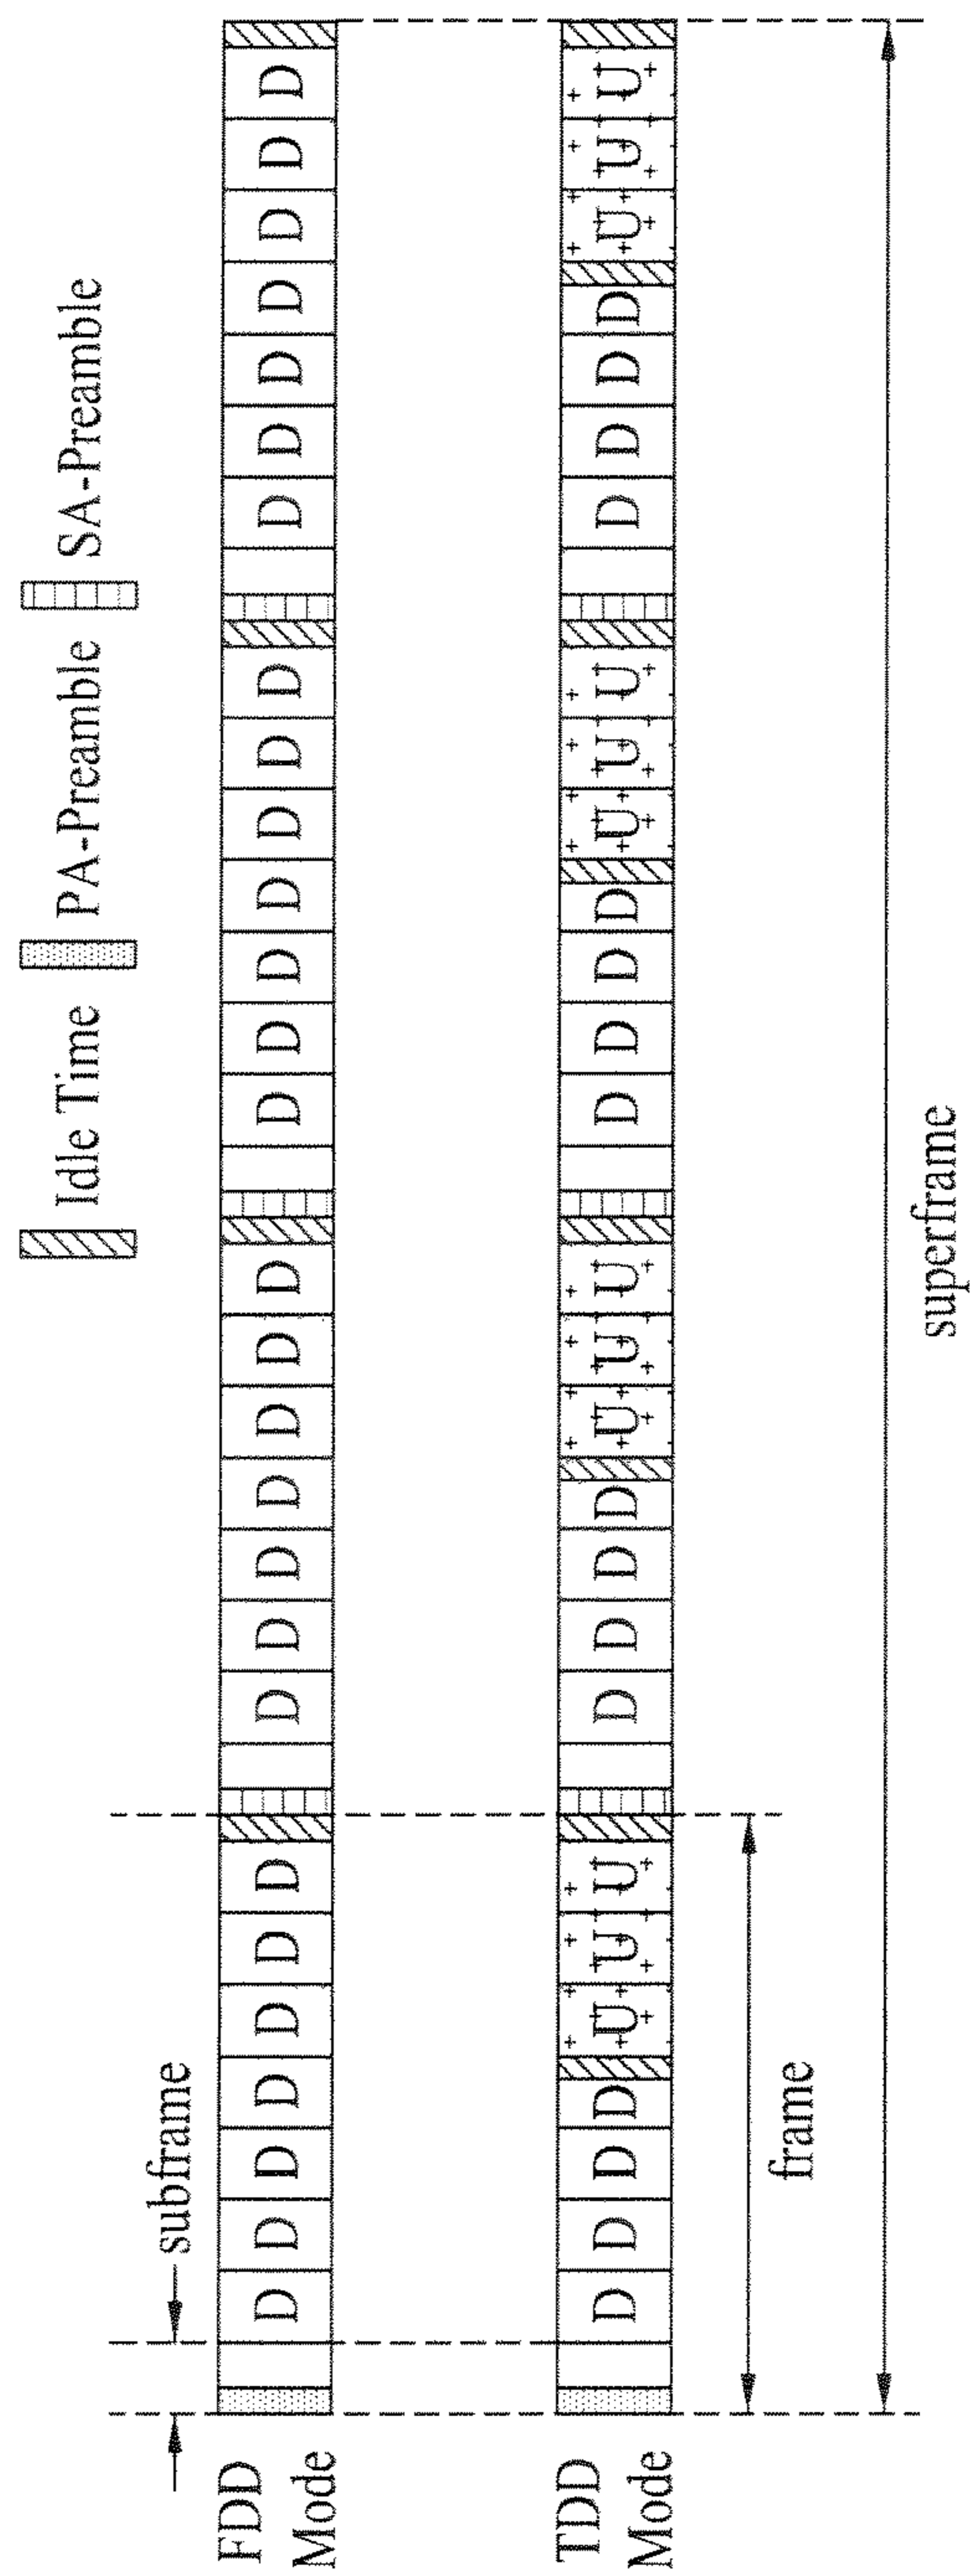 Idle Time PA-Preamble SA-Preamble
subframe
FDD
Mode
D D D D D D D D D D D D D D D D D D D D D D D D D D D D
TDD
Mode
D D D D U U U D D D D U U U D D D D U U U D D D D U U U
frame
superframe